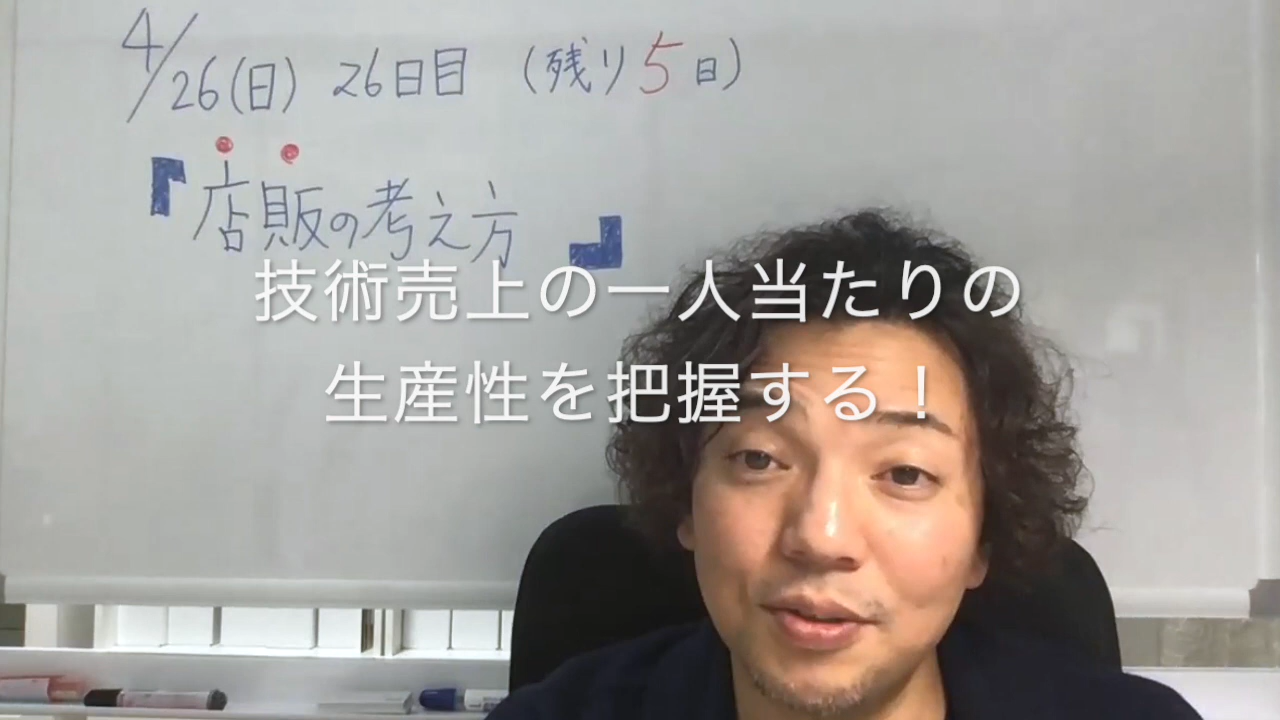 4/26(日) 26日目 (残り5日)
『店販の考え方』
技術売上の一人当たりの
生産性を把握する！